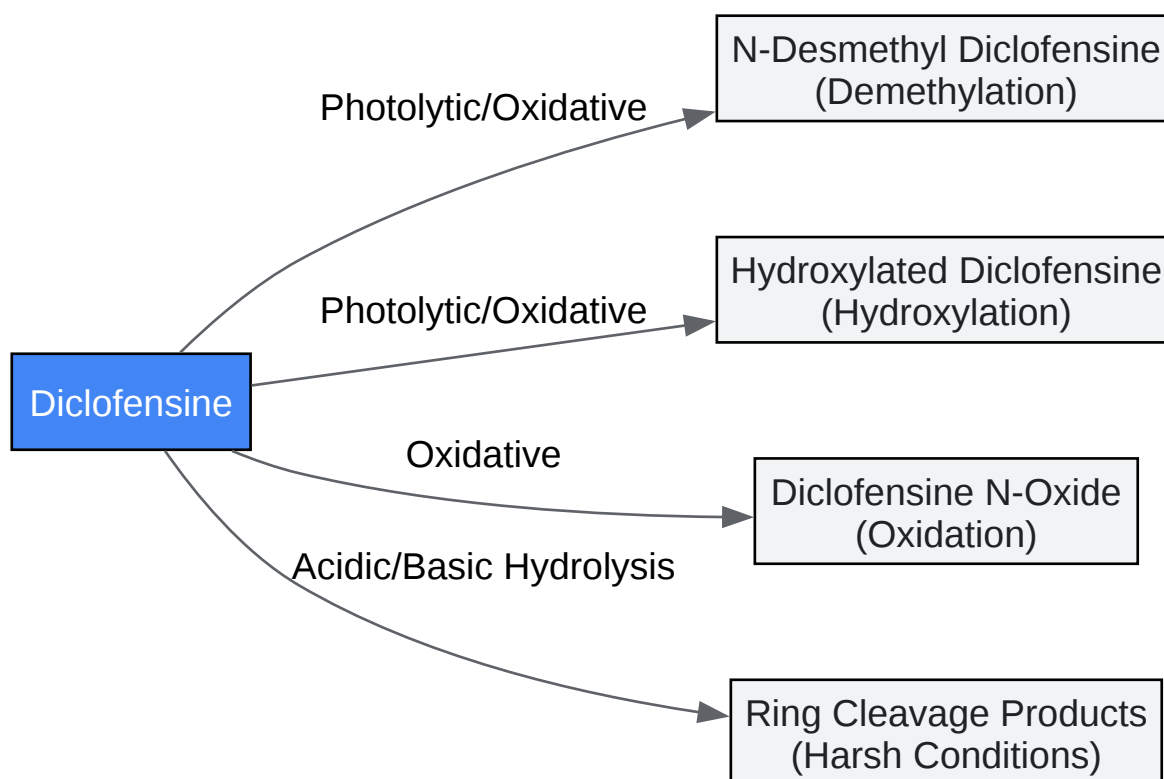 N-Desmethyl Diclofensine
(Demethylation)
Photolytic/Oxidative
Hydroxylated Diclofensine
(Hydroxylation)
Photolytic/Oxidative
Diclofensine
Oxidative
Diclofensine N-Oxide
(Oxidation)
Acidic/Basic Hydrolysis
Ring Cleavage Products
(Harsh Conditions)